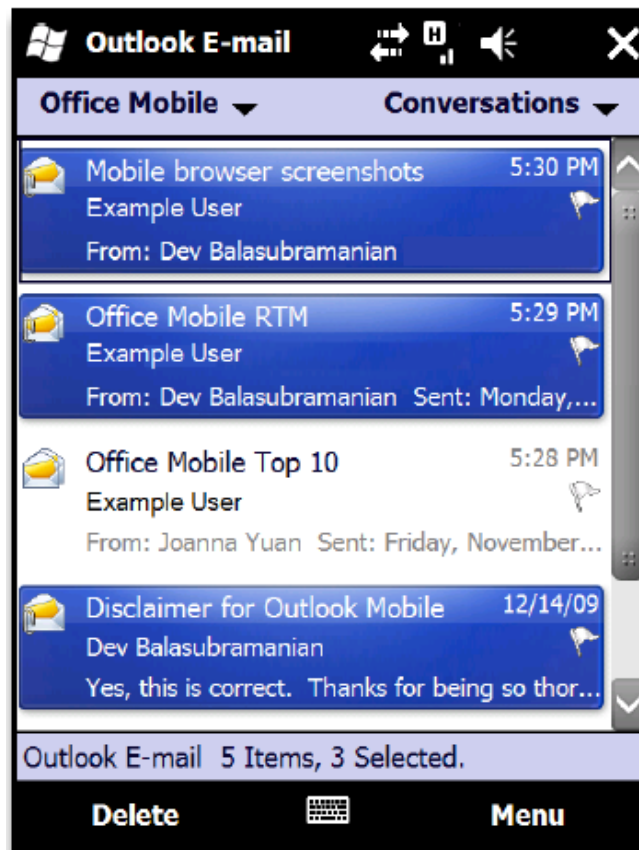 Outlook E-mail H
Office Mobile Conversations
Mobile browser screenshots 5:30 PM
Example User
From: Dev Balasubramanian
Office Mobile RTM 5:29 PM
Example User
From: Dev Balasubramanian Sent: Monday,...
Office Mobile Top 10 5:28 PM
Example User
From: Joanna Yuan Sent: Friday, November...
Disclaimer for Outlook Mobile 12/14/09
Dev Balasubramanian
Yes, this is correct. Thanks for being so thor...
Outlook E-mail 5 Items, 3 Selected.
Delete Menu